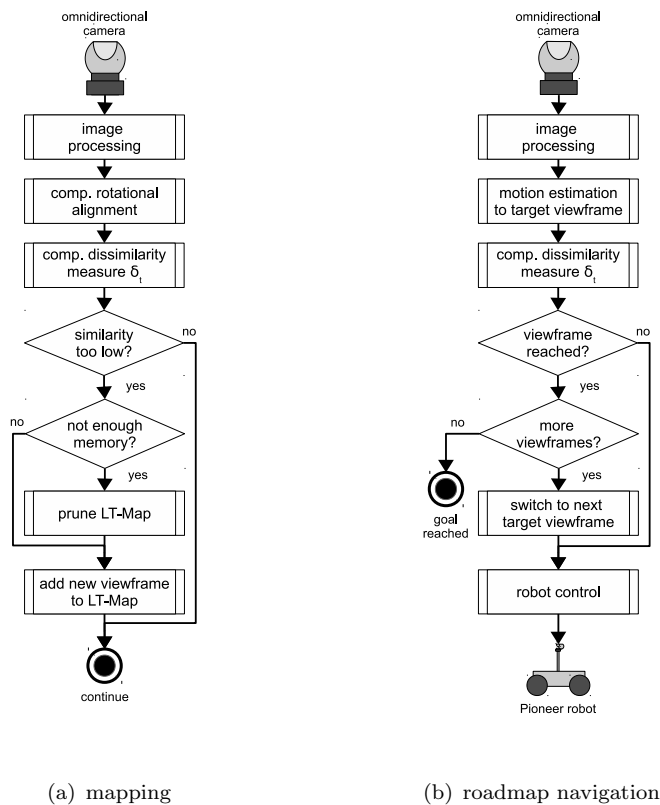 omnidirectional
camera
image
processing
comp. rotational
alignment
comp. dissimilarity
measure δt
similarity
too low?
no
yes
not enough
memory?
no
yes
prune LT-Map
add new viewframe
to LT-Map
continue
(a) mapping
omnidirectional
camera
image
processing
motion estimation
to target viewframe
comp. dissimilarity
measure δt
viewframe
reached?
no
yes
more
viewframes?
no
yes
goal
reached
switch to next
target viewframe
robot control
Pioneer robot
(b) roadmap navigation